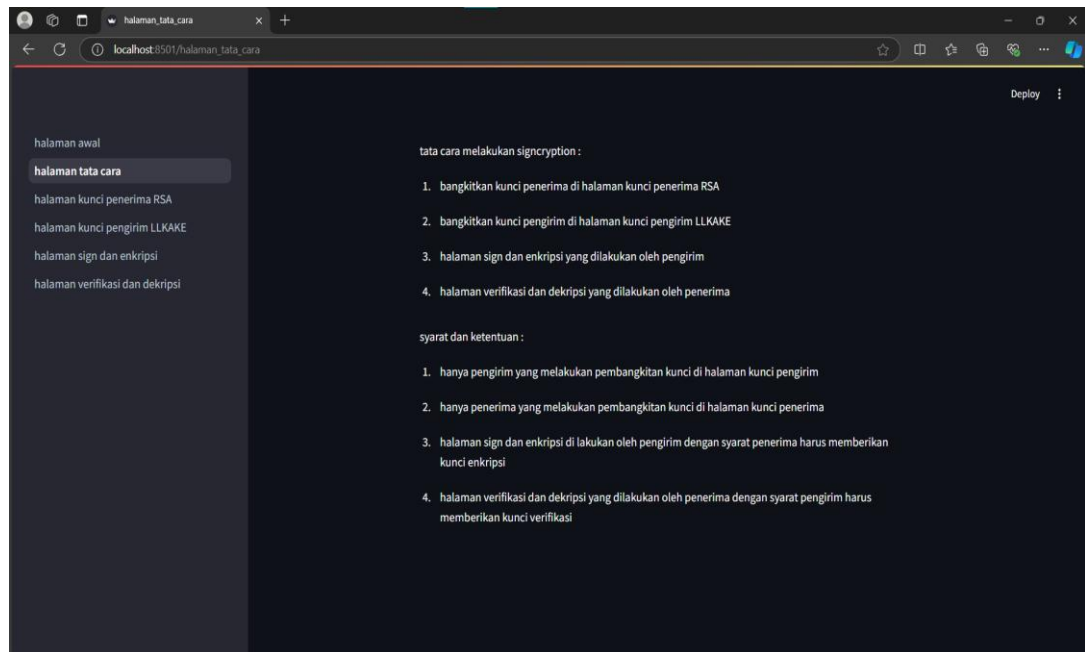 halaman_tata_cara
localhost:8501/halaman_tata_cara
Deploy
halaman awal
halaman tata cara
halaman kunci penerima RSA
halaman kunci pengirim LLKAKE
halaman sign dan enkripsi
halaman verifikasi dan dekripsi
tata cara melakukan signcryption :
1. bangkitkan kunci penerima di halaman kunci penerima RSA
2. bangkitkan kunci pengirim di halaman kunci pengirim LLKAKE
3. halaman sign dan enkripsi yang dilakukan oleh pengirim
4. halaman verifikasi dan dekripsi yang dilakukan oleh penerima
syarat dan ketentuan :
1. hanya pengirim yang melakukan pembangkitan kunci di halaman kunci pengirim
2. hanya penerima yang melakukan pembangkitan kunci di halaman kunci penerima
3. halaman sign dan enkripsi di lakukan oleh pengirim dengan syarat penerima harus memberikan
kunci enkripsi
4. halaman verifikasi dan dekripsi yang dilakukan oleh penerima dengan syarat pengirim harus
memberikan kunci verifikasi